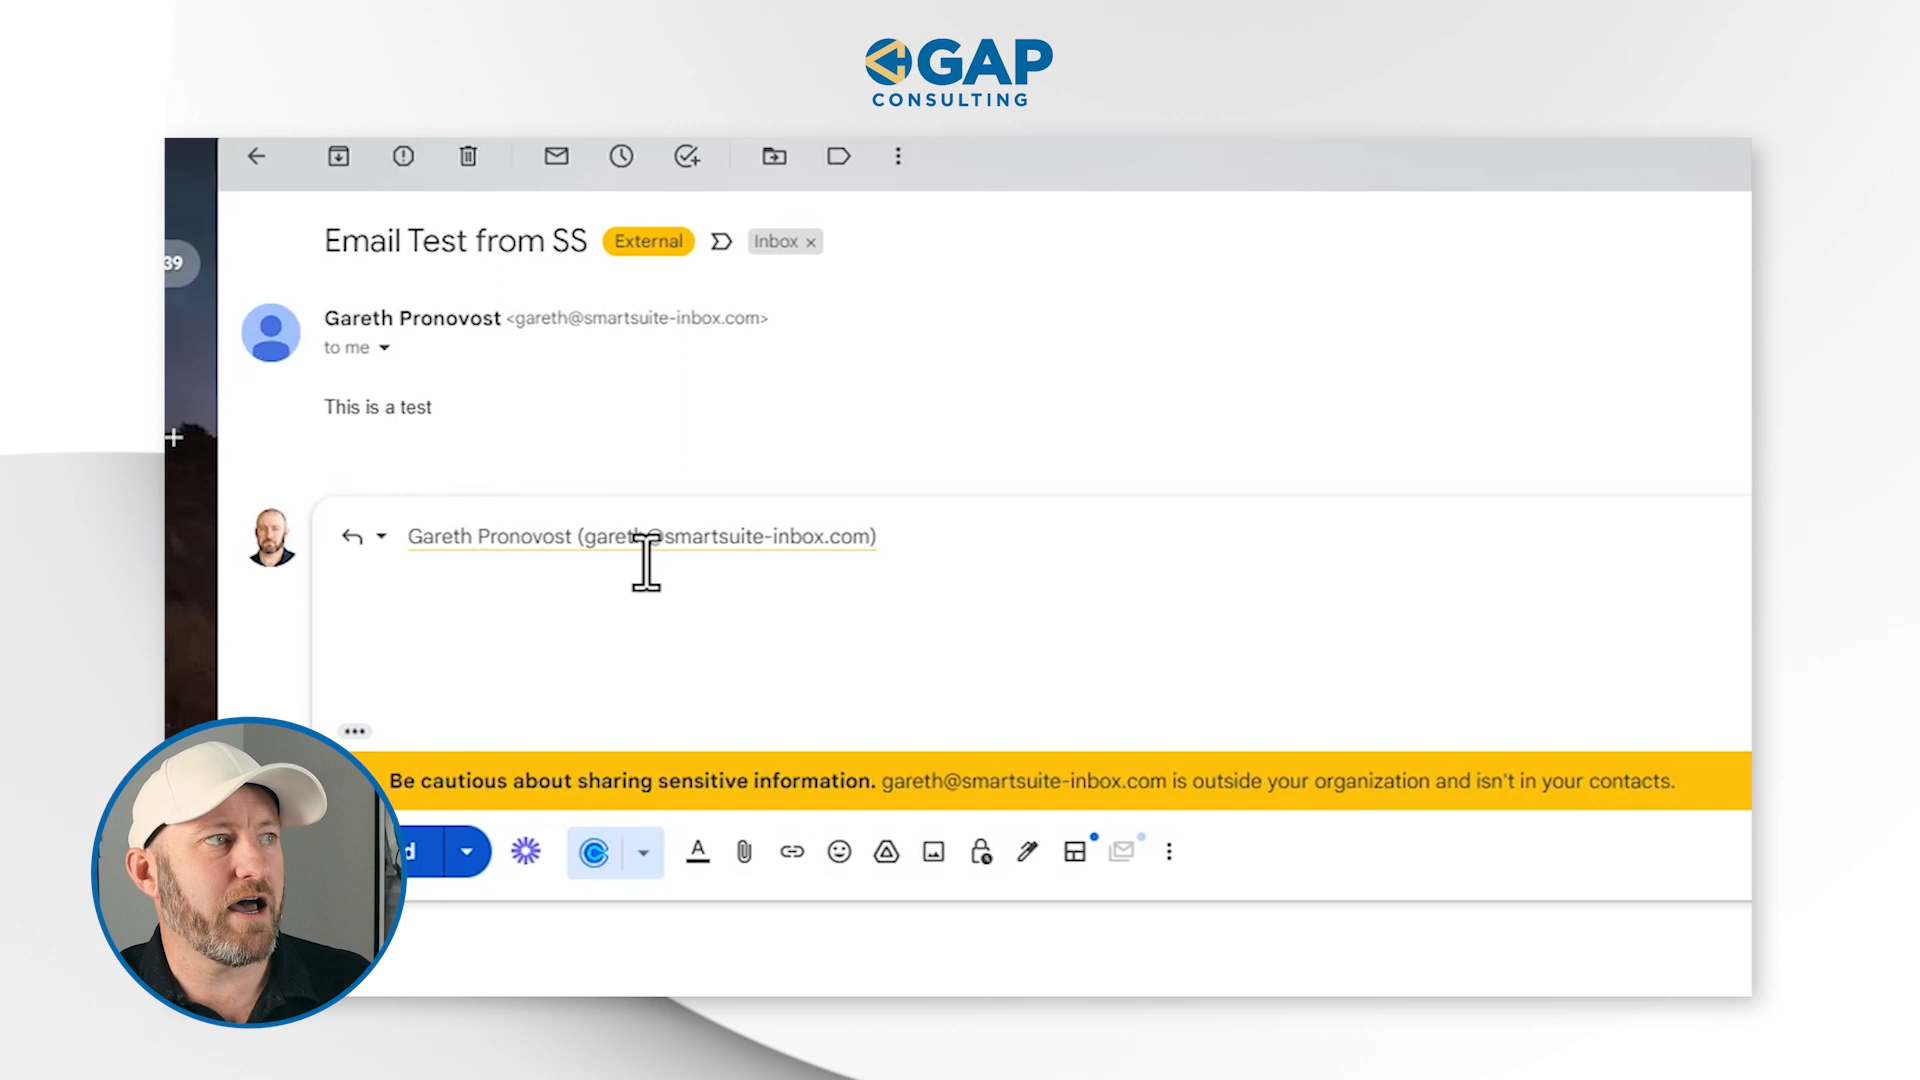 GAP
CONSULTING
39
Email Test from SS External Inbox ×
Gareth Pronovost <gareth@smartsuite-inbox.com>
to me
This is a test
Gareth Pronovost (gareth@smartsuite-inbox.com)
Be cautious about sharing sensitive information. gareth@smartsuite-inbox.com is outside your organization and isn't in your contacts.
d